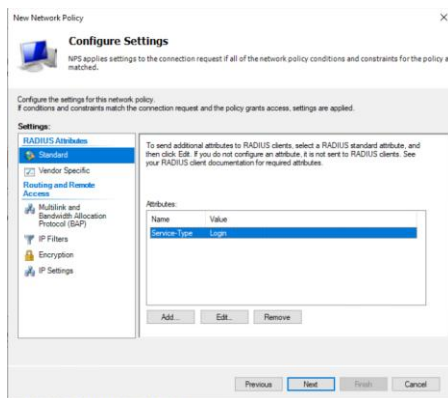 New Network Policy
Configure Settings
NPS applies settings to the connection request if all of the network policy conditions and constraints for the policy a
matched.
Configure the settings for this network policy.
If conditions and constraints match the connection request and the policy grants access, settings are applied.
Settings:
RADIUS Attributes
Standard
Vendor Specific
Routing and Remote
Access
Multilink and
Bandwidth Allocation
Protocol (BAP)
IP Filters
Encryption
IP Settings
To send additional attributes to RADIUS clients, select a RADIUS standard attribute, and
then click Edit. If you do not configure an attribute, it is not sent to RADIUS clients. See
your RADIUS client documentation for required attributes.
Attributes:
Name Value
Service-Type Login
Add... Edit... Remove
Previous Next Finish Cancel